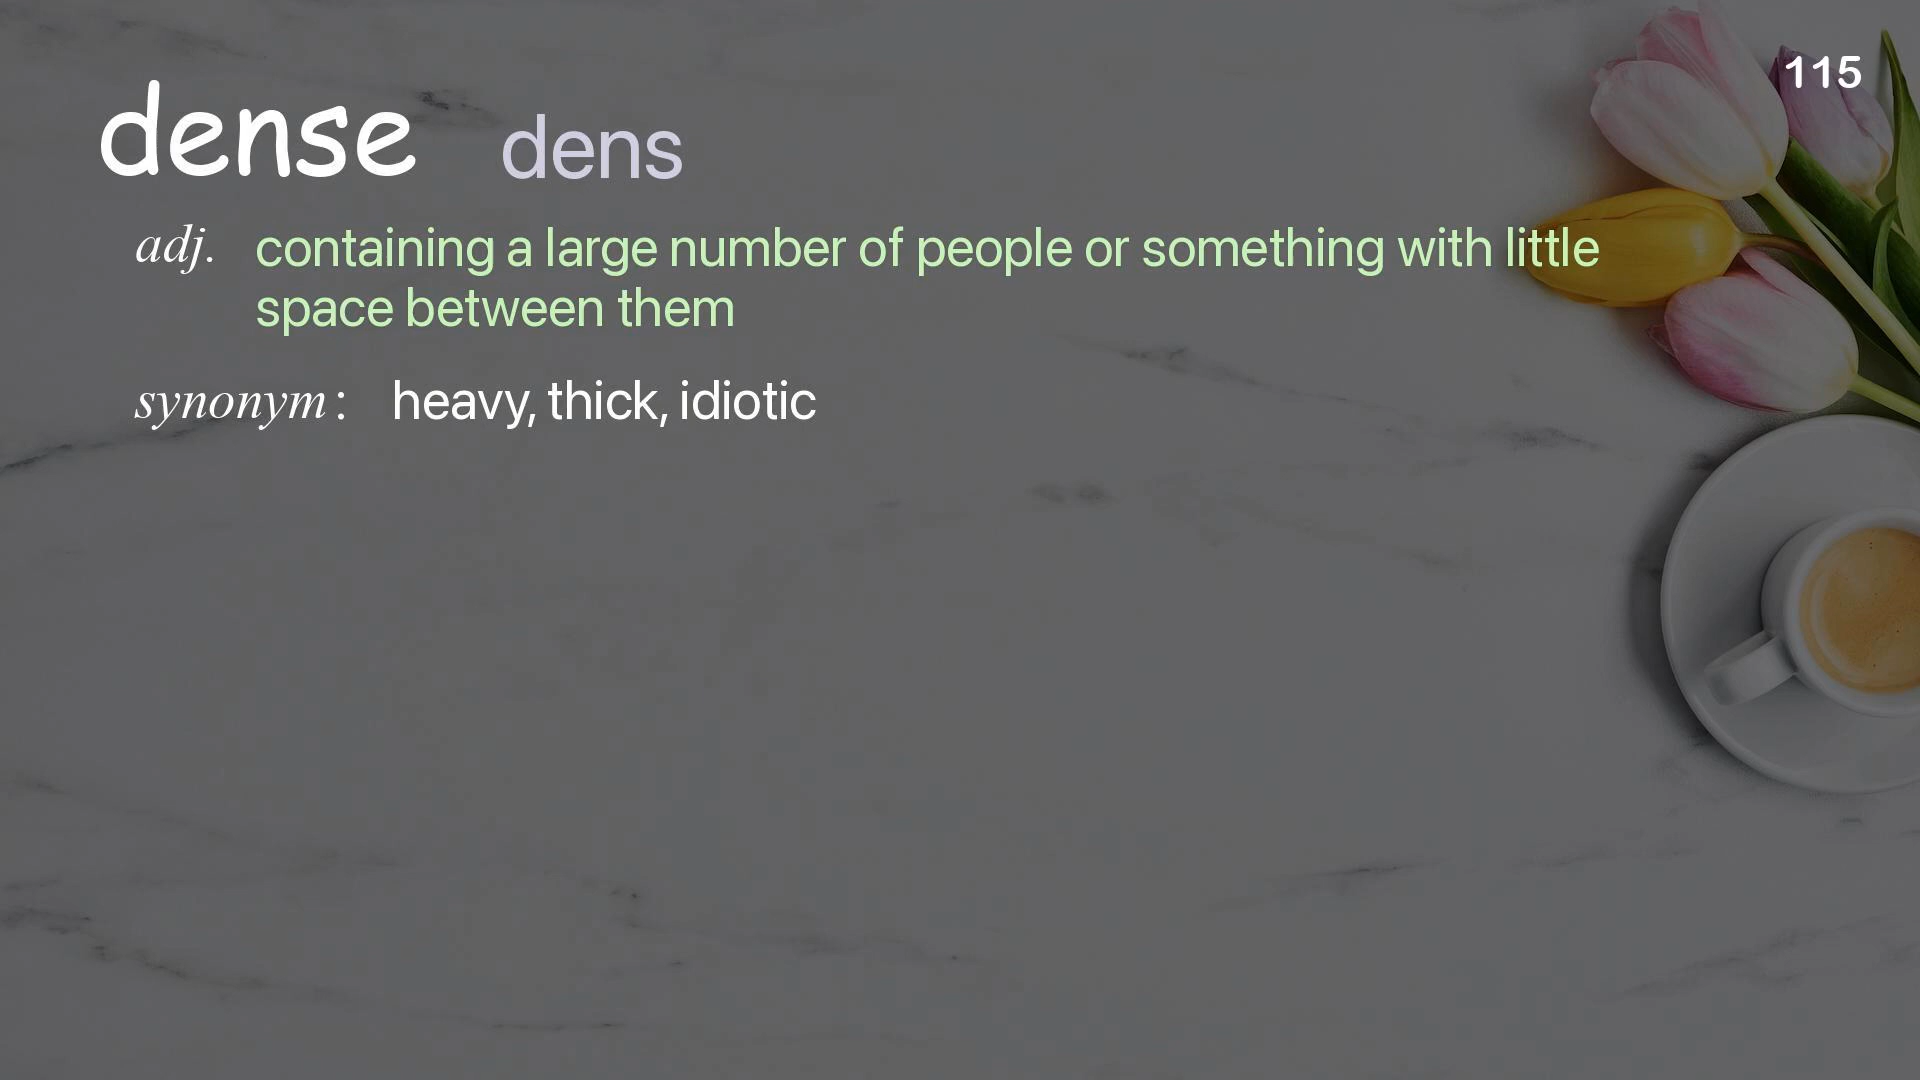 115
dense dens
adj. containing a large number of people or something with little
space between them
synonym: heavy, thick, idiotic